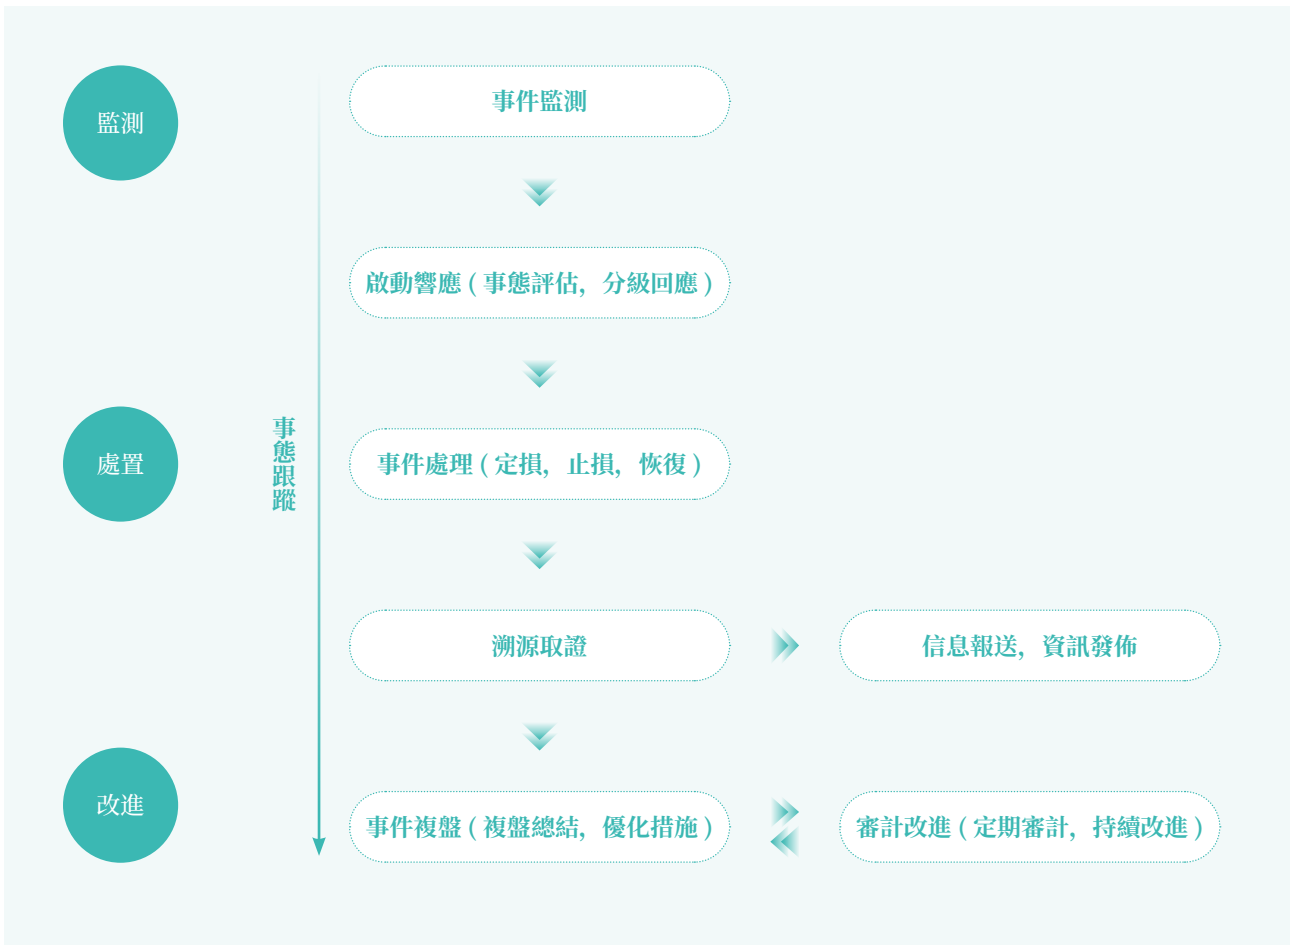 監測
事件監測
啟動響應 ( 事態評估，分級回應 )
處置
事態跟蹤
事件處理 ( 定損，止損，恢復 )
溯源取證
信息報送，資訊發佈
改進
事件複盤 ( 複盤總結，優化措施 )
審計改進 ( 定期審計，持續改進 )